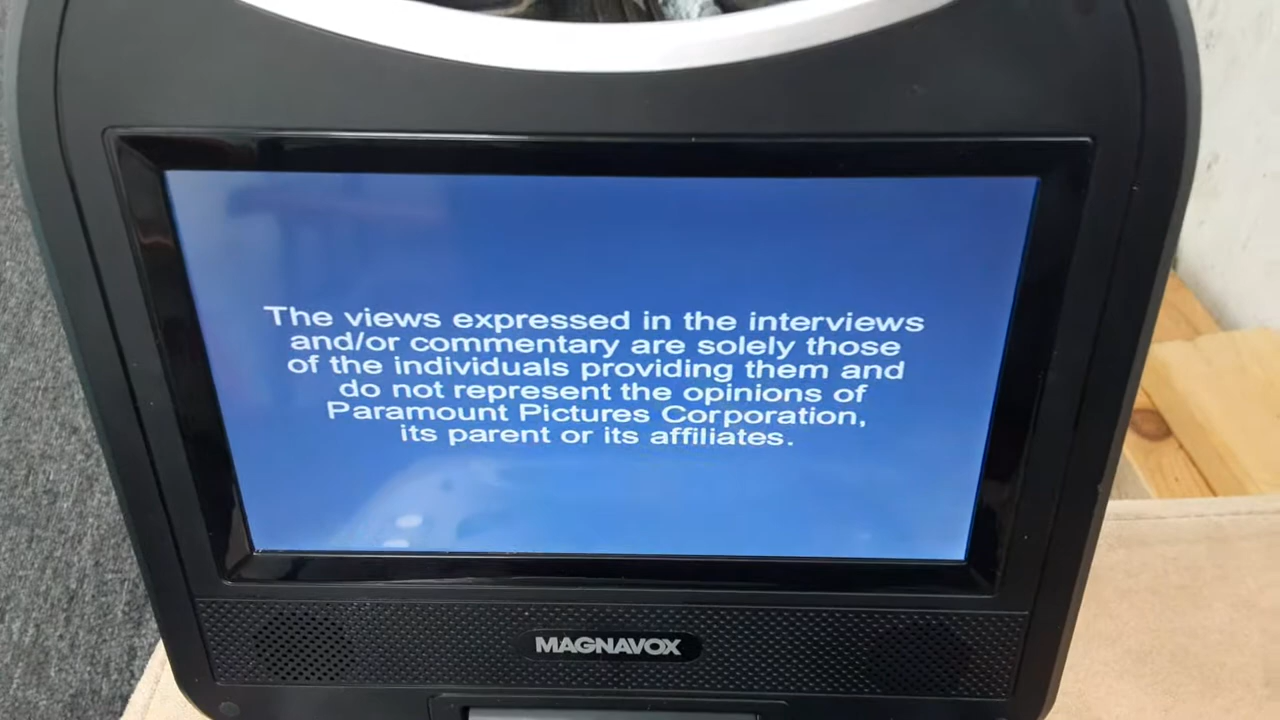 The views expressed in the interviews
and/or commentary are solely those
of the individuals providing them and
do not represent the opinions of
Paramount Pictures Corporation,
its parent or its affiliates.
MAGNAVOX